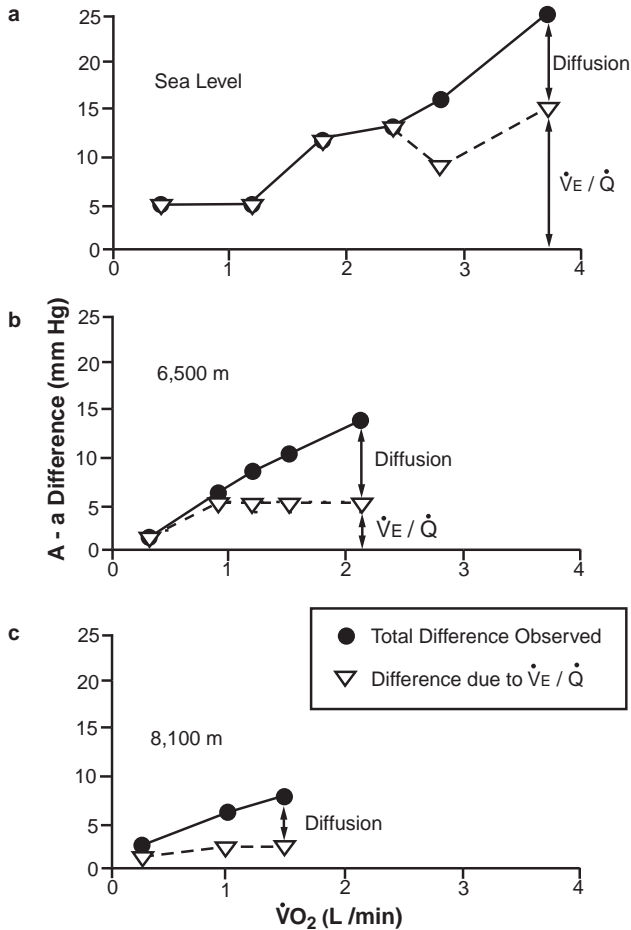 a
25
20
15
10
5
0
Sea Level
Diffusion
V̇E / Q̇
0 1 2 3 4
b
25
20
15
10
5
0
6,500 m
Diffusion
V̇E / Q̇
0 1 2 3 4
A - a Difference (mm Hg)
c
25
20
15
10
5
0
Total Difference Observed
Difference due to V̇E / Q̇
8,100 m
Diffusion
0 1 2 3 4
V̇O₂ (L /min)